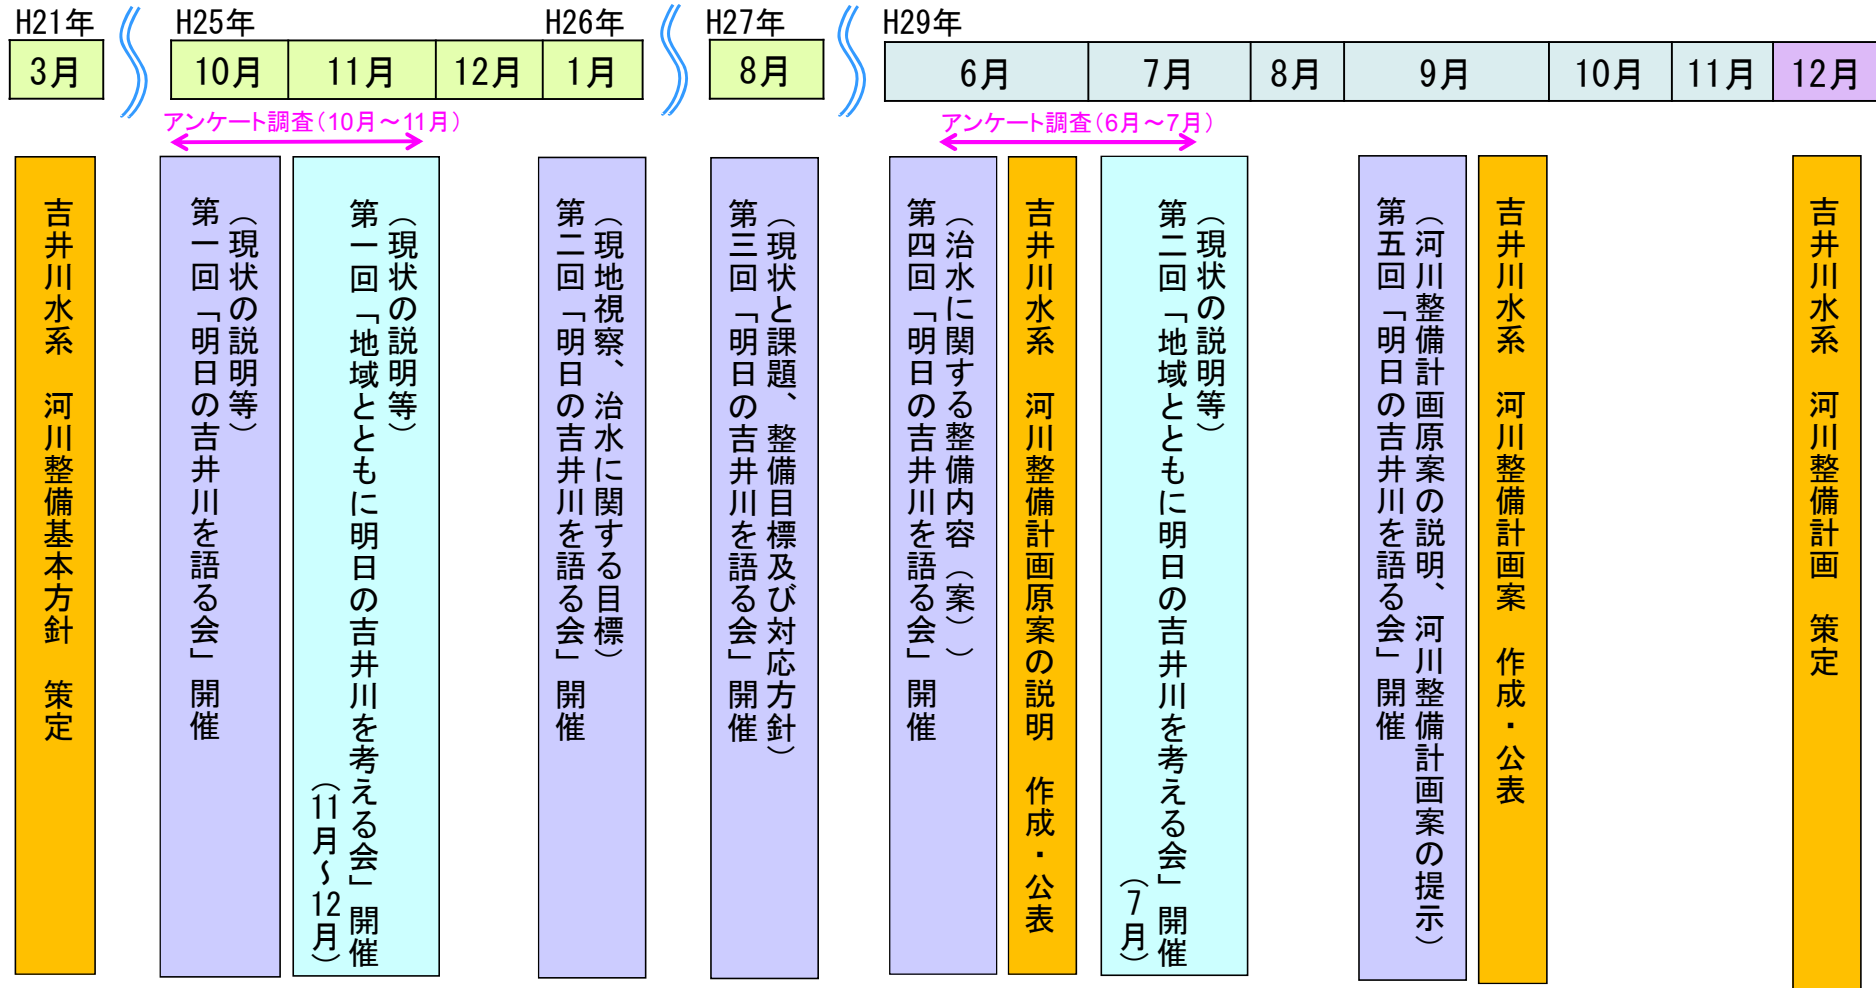 H21年
H25年
H26年
H27年
H29年
3月
10月
11月
12月
1月
8月
6月
7月
8月
9月
10月
11月
12月
アンケート調査（10月～11月）
アンケート調査（6月～7月）
吉井川水系　河川整備基本方針　策定
第一回「明日の吉井川を語る会」開催
（現状の説明等）
第一回「地域とともに明日の吉井川を考える会」開催
（現状の説明等）
（11月～12月）
第二回「明日の吉井川を語る会」開催
（現地視察、治水に関する目標）
第三回「明日の吉井川を語る会」開催
（現状と課題、整備目標及び対応方針）
第四回「明日の吉井川を語る会」開催
（治水に関する整備内容（案））
吉井川水系　河川整備計画原案の説明　作成・公表
第二回「地域とともに明日の吉井川を考える会」開催
（現状の説明等）
（7月）
第五回「明日の吉井川を語る会」開催
（河川整備計画原案の説明、河川整備計画案の提示）
吉井川水系　河川整備計画案　作成・公表
吉井川水系　河川整備計画　策定